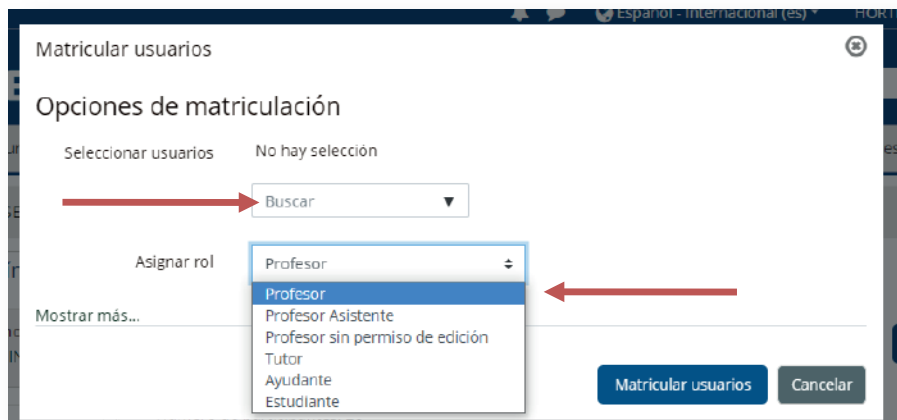 Español - Internacional (es)
Matricular usuarios
Opciones de matriculación
Seleccionar usuarios No hay selección
Buscar
Asignar rol Profesor
Profesor
Mostrar más... Profesor Asistente
Profesor sin permiso de edición
Tutor
Ayudante
Estudiante
Matricular usuarios Cancelar